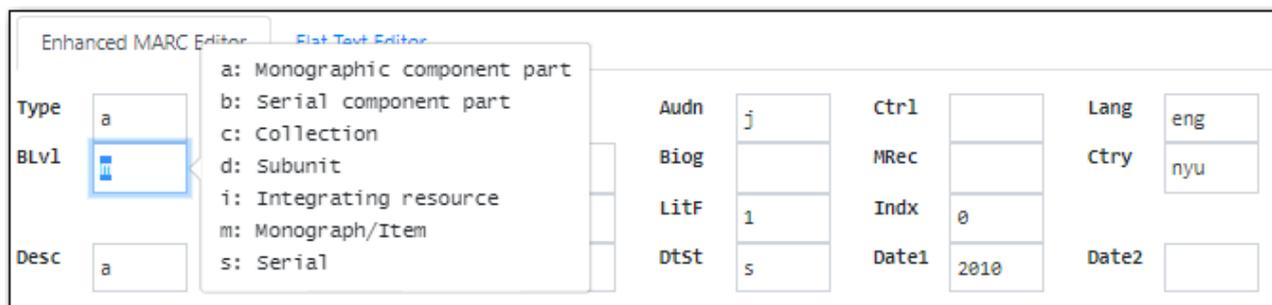 Enhanced MARC Editor Flat Text Editor
a: Monographic component part
b: Serial component part
c: Collection
d: Subunit
i: Integrating resource
m: Monograph/Item
s: Serial
Type a Audn j Ctrl Lang eng
BLvl m Biog MRec Ctry nyu
LitF 1 Indx 0
Desc a DtSt s Date1 2010 Date2